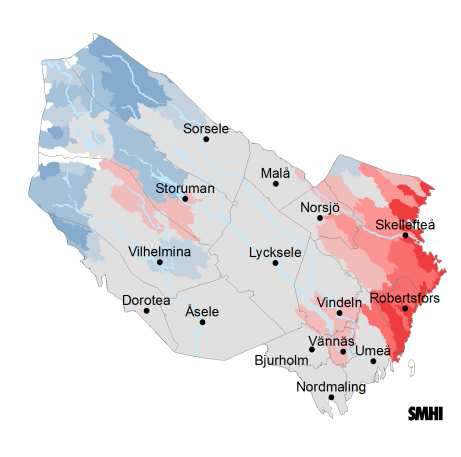 Sorsele
Malå
Storuman
Norsjö
Skellefteå
Vilhelmina
Lycksele
Dorotea
Åsele
Vindeln
Robertsfors
Vännäs
Umeå
Bjurholm
Nordmaling
SMHI